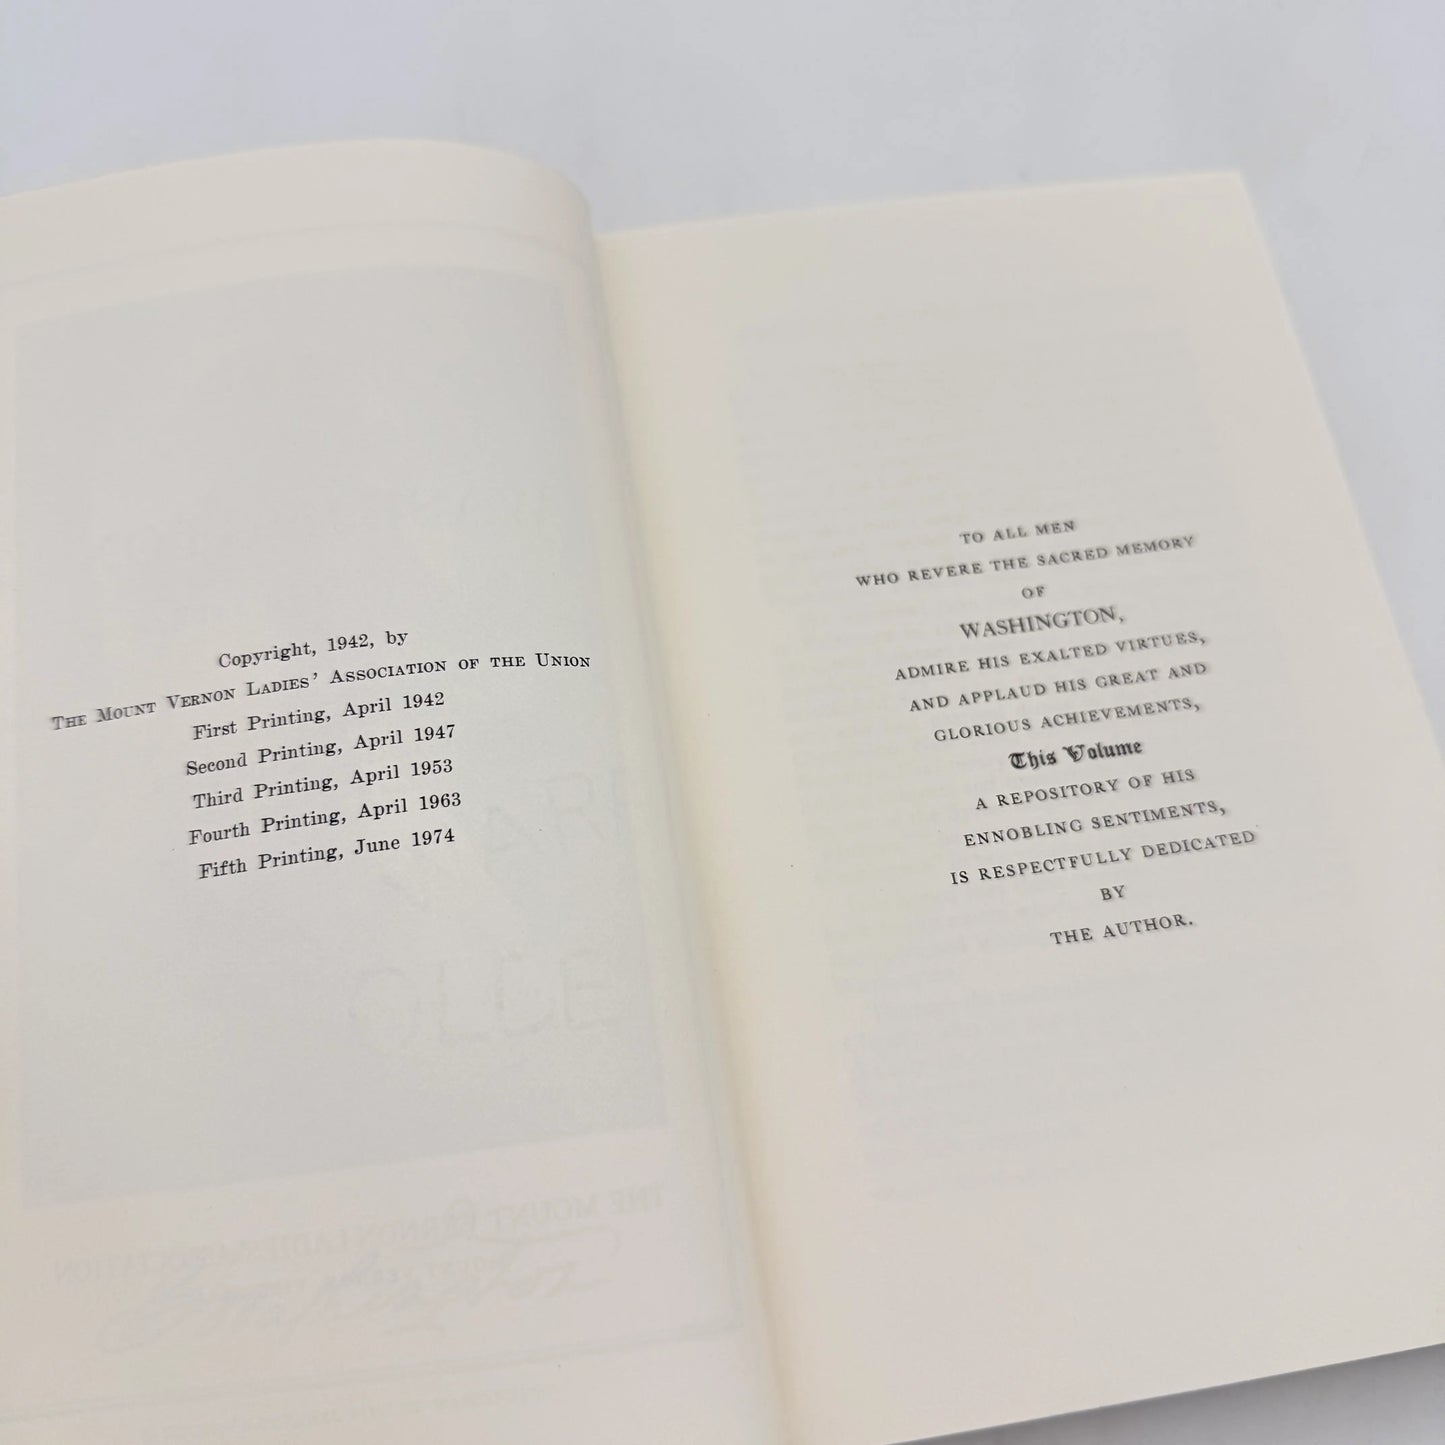 Copyright, 1942, by
THE MOUNT VERNON LADIES' ASSOCIATION OF THE UNION
First Printing, April 1942
Second Printing, April 1947
Third Printing, April 1953
Fourth Printing, April 1963
Fifth Printing, June 1974
TO ALL MEN
WHO REVERE THE SACRED MEMORY
OF
WASHINGTON,
ADMIRE HIS EXALTED VIRTUES,
AND APPLAUD HIS GREAT AND
GLORIOUS ACHIEVEMENTS,
This Volume
A REPOSITORY OF HIS
ENNOBLING SENTIMENTS,
IS RESPECTFULLY DEDICATED
BY
THE AUTHOR.